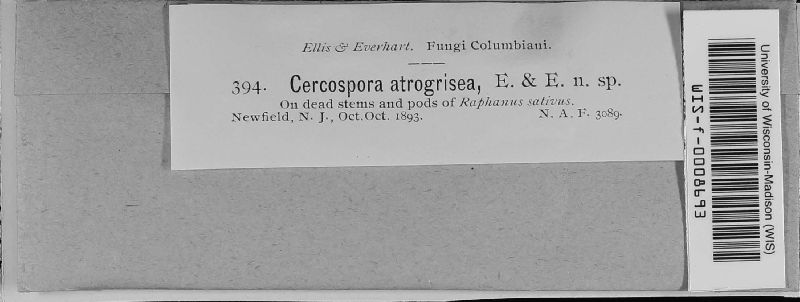 Ellis & Everhart. Fungi Columbiani.
394. Cercospora atrogrisea, E. & E. n. sp.
On dead stems and pods of Raphanus sativus.
Newfield, N. J., Oct.Oct. 1893. N. A. F. 3089.
University of Wisconsin-Madison (WIS)
WIS-f-0008693